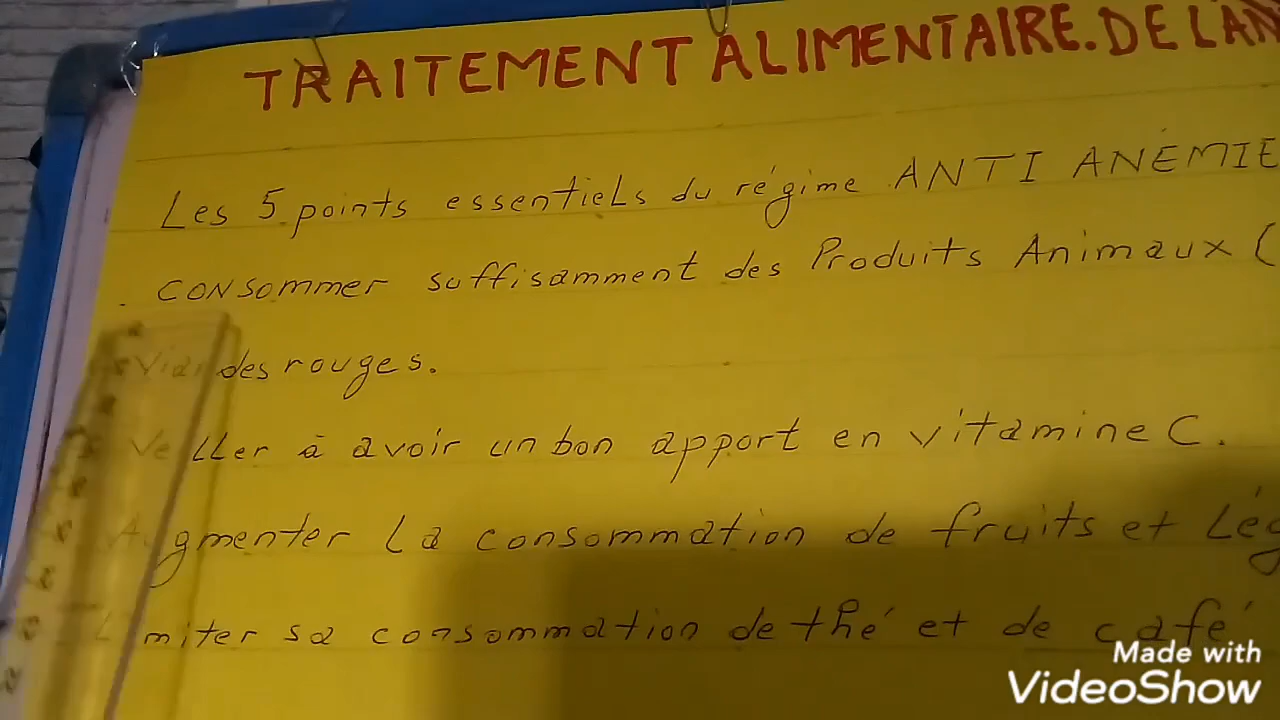 TRAITEMENT ALIMENTAIRE. DE L'AN
Les 5 points essentiels du régime ANTI ANÉMIE
. CONSOMMER suffisamment des Produits Animaux (
Viandes rouges.
Veiller à avoir un bon apport en vitamine C.
Augmenter La consommation de fruits et Lég
Limiter sa consommation de thé et de café
Made with
VideoShow